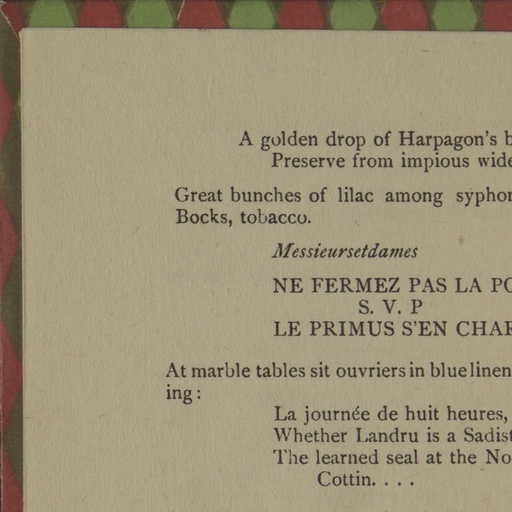 A golden drop of Harpagon's b
Preserve from impious wide
Great bunches of lilac among syphon
Bocks, tobacco.
Messieursetdames
NE FERMEZ PAS LA PO
S. V. P
LE PRIMUS S'EN CHAR
At marble tables sit ouvriers in blue linen
ing:
La journée de huit heures,
Whether Landru is a Sadist
The learned seal at the No
Cottin. . . .